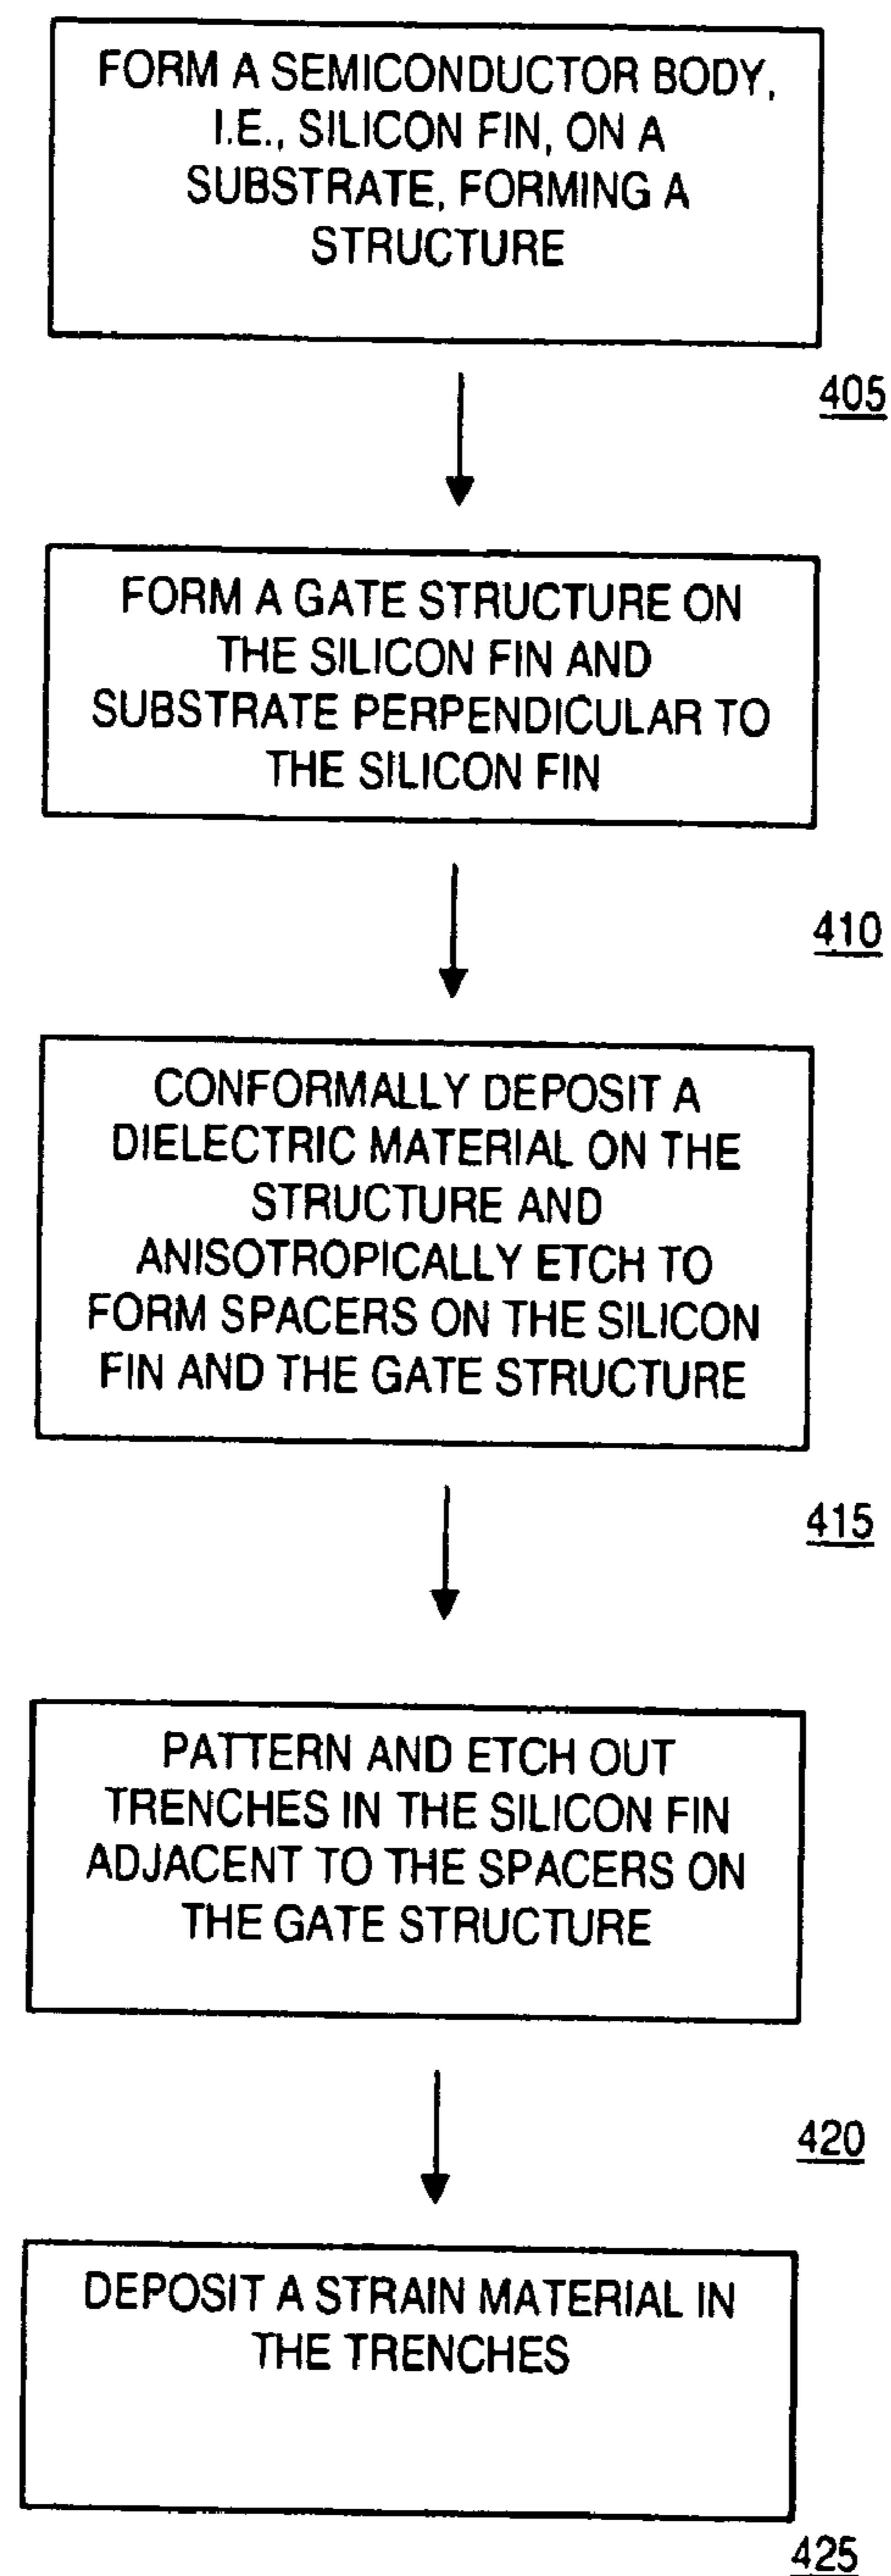 FORM A SEMICONDUCTOR BODY,
I.E., SILICON FIN, ON A
SUBSTRATE, FORMING A
STRUCTURE
405
FORM A GATE STRUCTURE ON
THE SILICON FIN AND
SUBSTRATE PERPENDICULAR TO
THE SILICON FIN
410
CONFORMALLY DEPOSIT A
DIELECTRIC MATERIAL ON THE
STRUCTURE AND
ANISOTROPICALLY ETCH TO
FORM SPACERS ON THE SILICON
FIN AND THE GATE STRUCTURE
415
PATTERN AND ETCH OUT
TRENCHES IN THE SILICON FIN
ADJACENT TO THE SPACERS ON
THE GATE STRUCTURE
420
DEPOSIT A STRAIN MATERIAL IN
THE TRENCHES
425